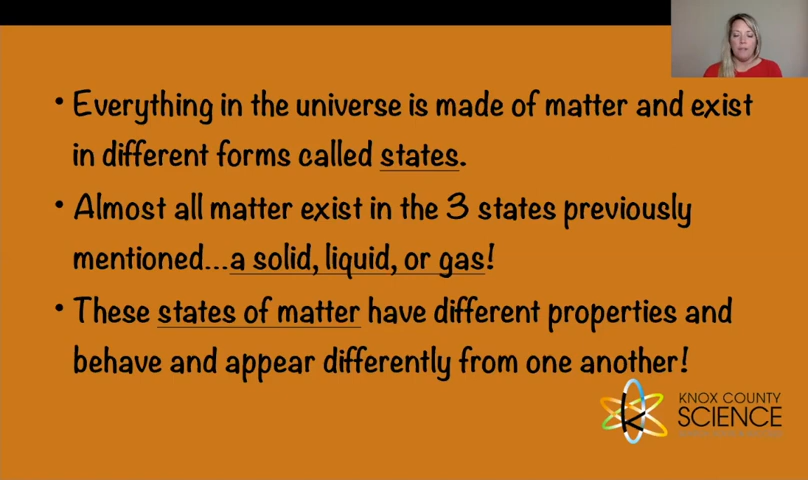 • Everything in the universe is made of matter and exist
in different forms called states.
• Almost all matter exist in the 3 states previously
mentioned...a solid, liquid, or gas!
• These states of matter have different properties and
behave and appear differently from one another!
KNOX COUNTY
SCIENCE